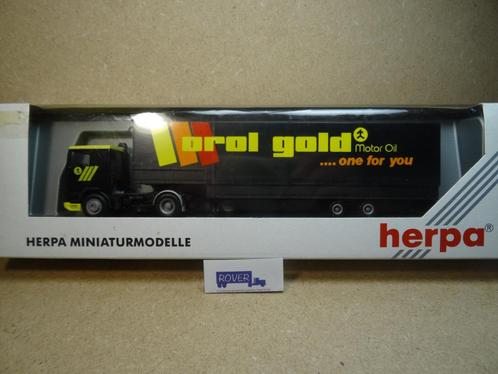 orol gold
Motor Oil
.... one for you
HERPA MINIATURMODELLE
herpa®
ROVER